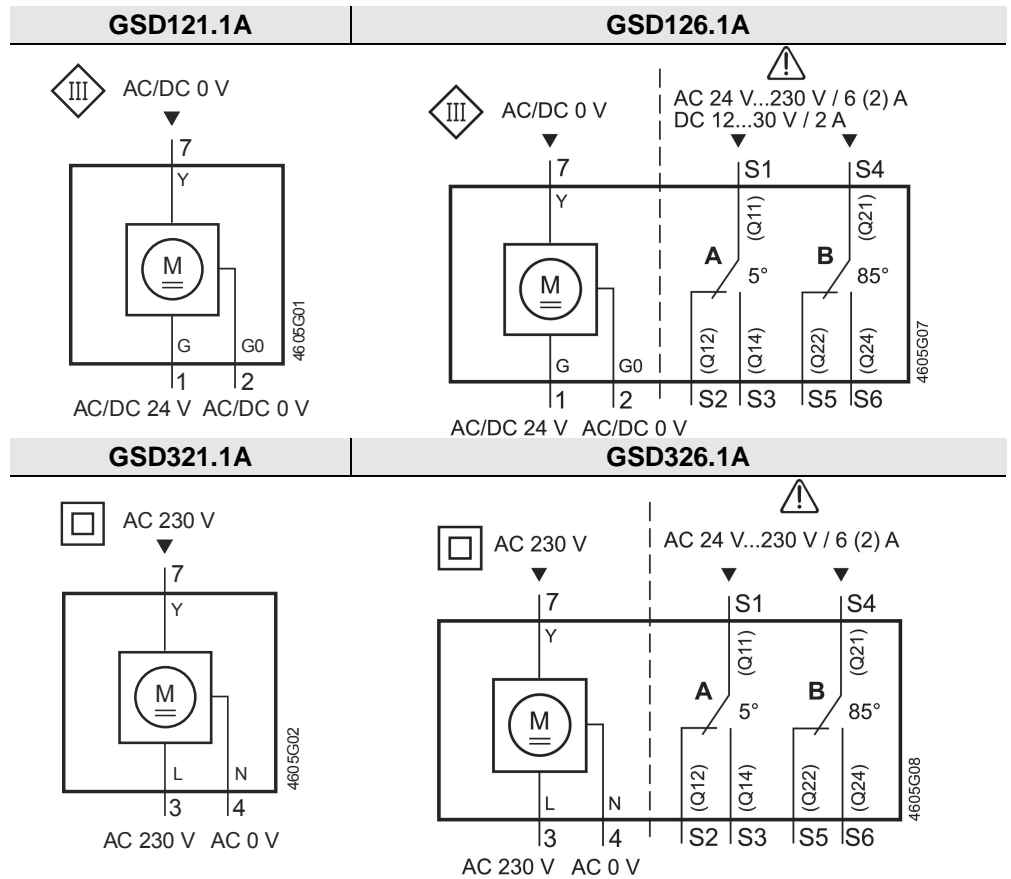 GSD121.1A
GSD126.1A
III
AC/DC 0 V
7
Y
M
G
G0
1
2
AC/DC 24 V AC/DC 0 V
4605G01
III
AC/DC 0 V
AC 24 V...230 V / 6 (2) A
DC 12...30 V / 2 A
7
S1
S4
Y
(Q11)
(Q21)
A
5°
B
85°
M
G
G0
(Q12)
(Q14)
(Q22)
(Q24)
1
2
S2
S3
S5
S6
AC/DC 24 V AC/DC 0 V
4605G07
GSD321.1A
GSD326.1A
AC 230 V
7
Y
M
L
N
3
4
AC 230 V AC 0 V
4605G02
AC 230 V
AC 24 V...230 V / 6 (2) A
7
S1
S4
Y
(Q11)
(Q21)
A
5°
B
85°
M
L
N
(Q12)
(Q14)
(Q22)
(Q24)
3
4
S2
S3
S5
S6
AC 230 V AC 0 V
4605G08